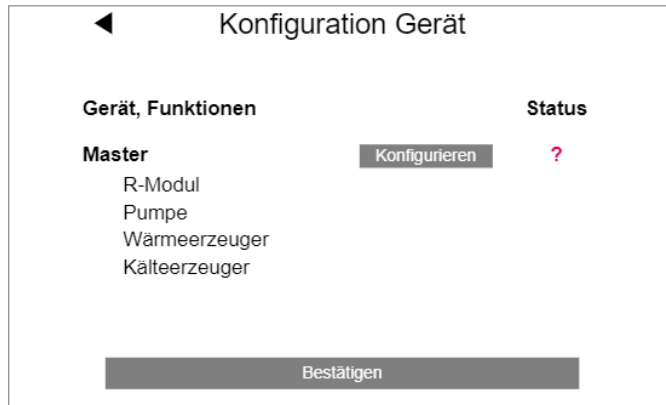 Konfiguration Gerät
Gerät, Funktionen Status
Master Konfigurieren ?
R-Modul
Pumpe
Wärmeerzeuger
Kälteerzeuger
Bestätigen